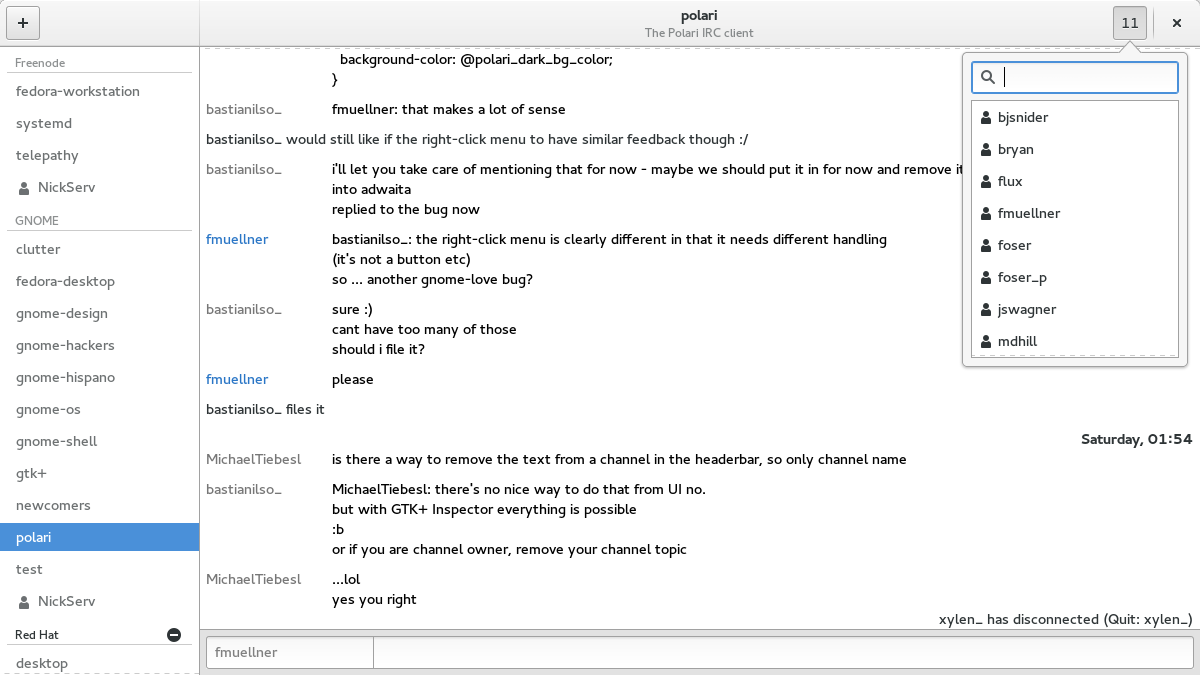 +
polari
The Polari IRC client
11
×
Freenode
fedora-workstation
systemd
telepathy
NickServ
GNOME
clutter
fedora-desktop
gnome-design
gnome-hackers
gnome-hispano
gnome-os
gnome-shell
gtk+
newcomers
polari
test
NickServ
Red Hat
desktop
background-color: @polari_dark_bg_color;
}
bastianilso_ fmuellner: that makes a lot of sense
bastianilso_ would still like if the right-click menu to have similar feedback though :/
bastianilso_ i'll let you take care of mentioning that for now - maybe we should put it in for now and remove it
into adwaita
replied to the bug now
fmuellner bastianilso_: the right-click menu is clearly different in that it needs different handling
(it's not a button etc)
so ... another gnome-love bug?
bastianilso_ sure :)
cant have too many of those
should i file it?
fmuellner please
bastianilso_ files it
Saturday, 01:54
MichaelTiebesl is there a way to remove the text from a channel in the headerbar, so only channel name
bastianilso_ MichaelTiebesl: there's no nice way to do that from UI no.
but with GTK+ Inspector everything is possible
:b
or if you are channel owner, remove your channel topic
MichaelTiebesl ...lol
yes you right
xylen_ has disconnected (Quit: xylen_)
fmuellner
bjsnider
bryan
flux
fmuellner
foser
foser_p
jswagner
mdhill